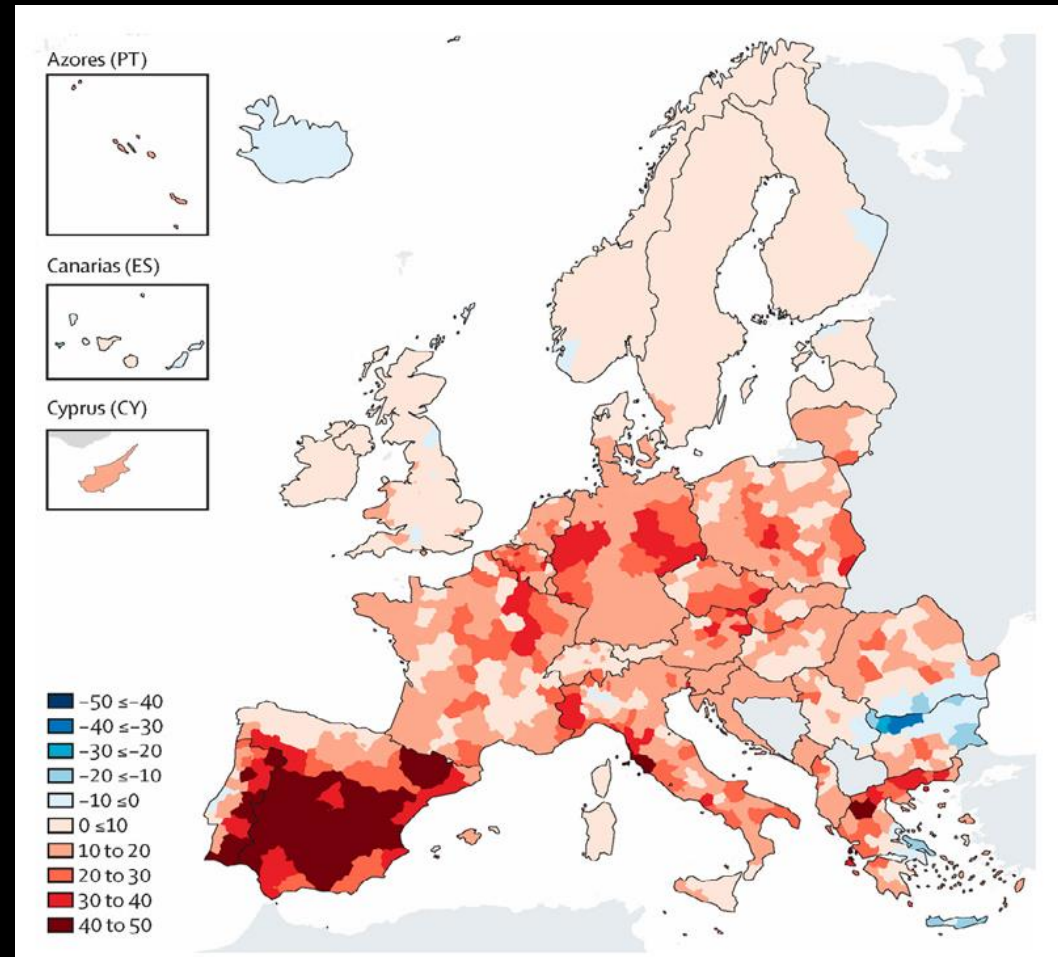 Azores (PT)
Canarias (ES)
Cyprus (CY)
−50 ≤−40
−40 ≤−30
−30 ≤−20
−20 ≤−10
−10 ≤0
0 ≤10
10 to 20
20 to 30
30 to 40
40 to 50